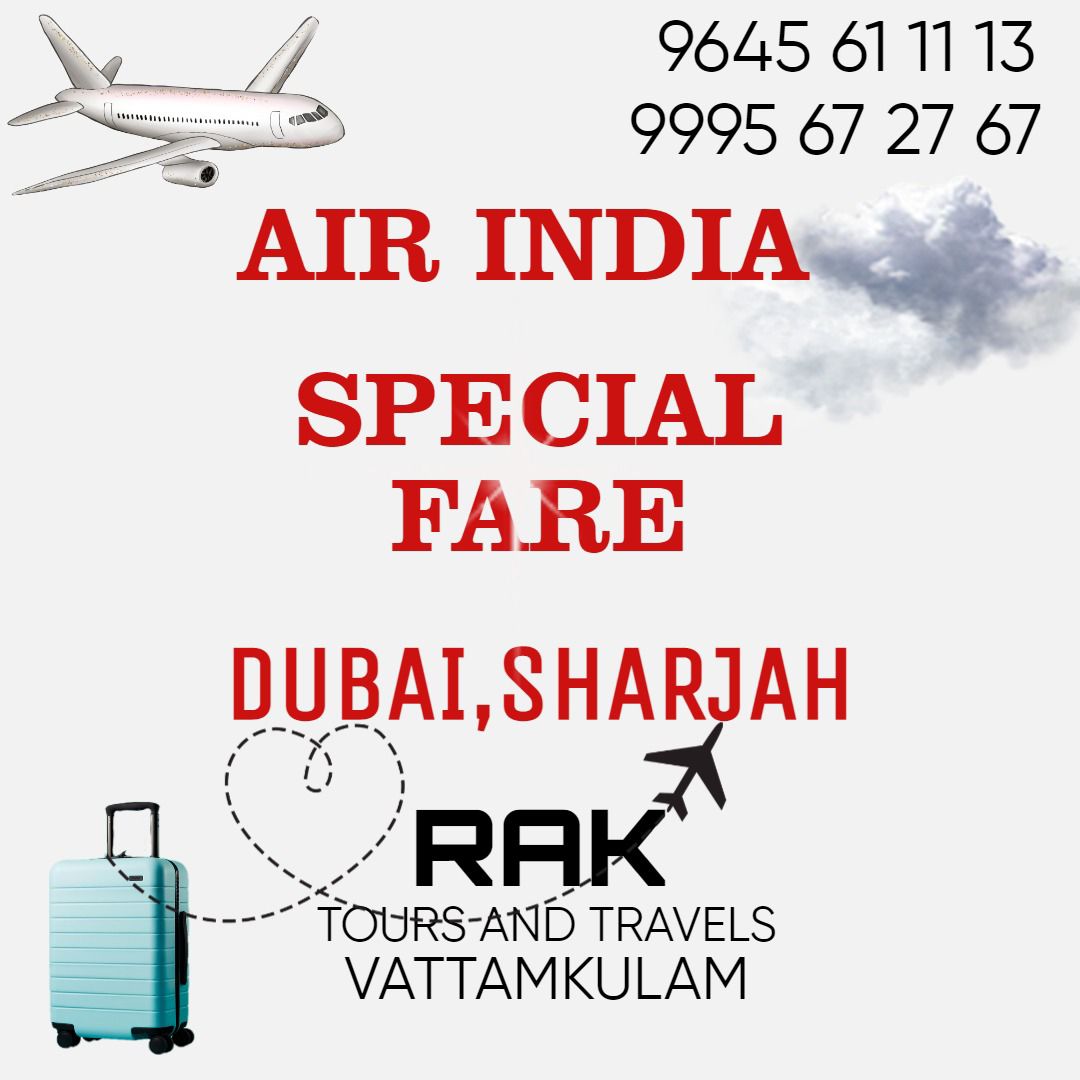 9645 61 11 13
9995 67 27 67
AIR INDIA
SPECIAL
FARE
DUBAI,SHARJAH
RAK
TOURS AND TRAVELS
VATTAMKULAM